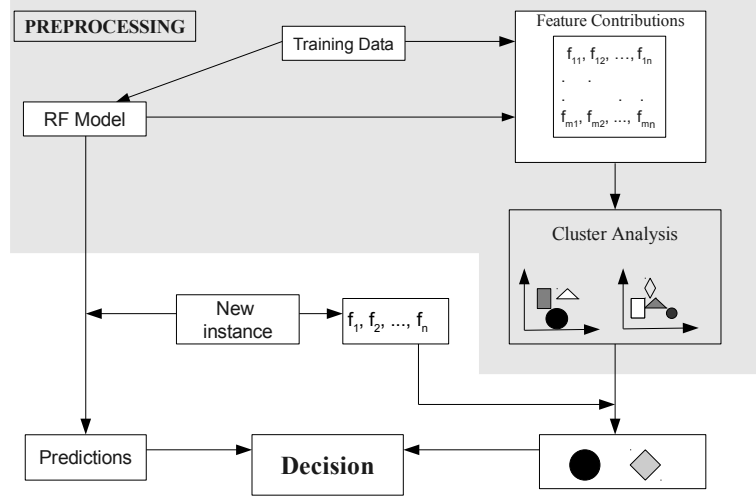 PREPROCESSING
Training Data
Feature Contributions
f11, f12, ..., f1n
. .
. . .
fm1, fm2, ..., fmn
RF Model
Cluster Analysis
New
instance
f1, f2, ..., fn
Predictions
Decision